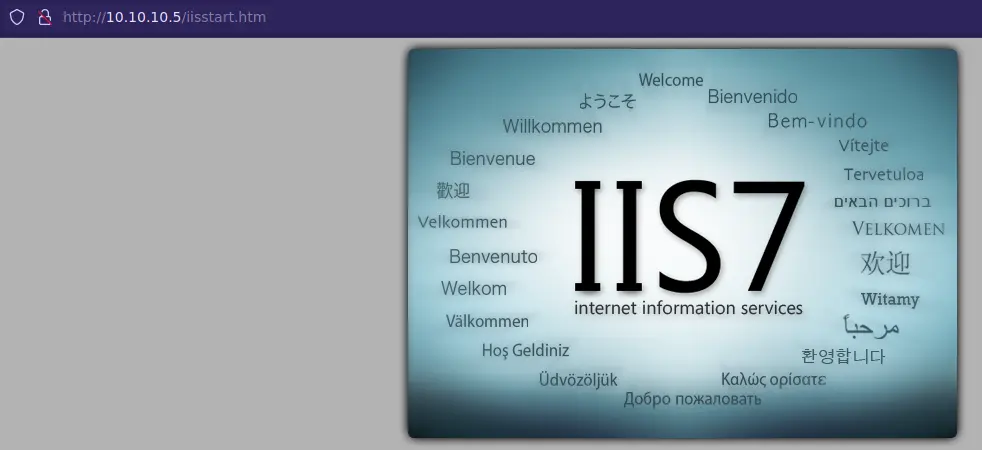 http://10.10.10.5/iisstart.htm
Welcome
ようこそ
Bienvenido
Willkommen
Bem-vindo
Bienvenue
Vítejte
Tervetuloa
歡迎
ברוכים הבאים
Velkommen
VELKOMEN
Benvenuto
欢迎
Welkom
Witamy
Välkommen
مرحباً
Hoş Geldiniz
환영합니다
Üdvözöljük
Καλώς ορίσατε
Добро пожаловать
IIS7
internet information services